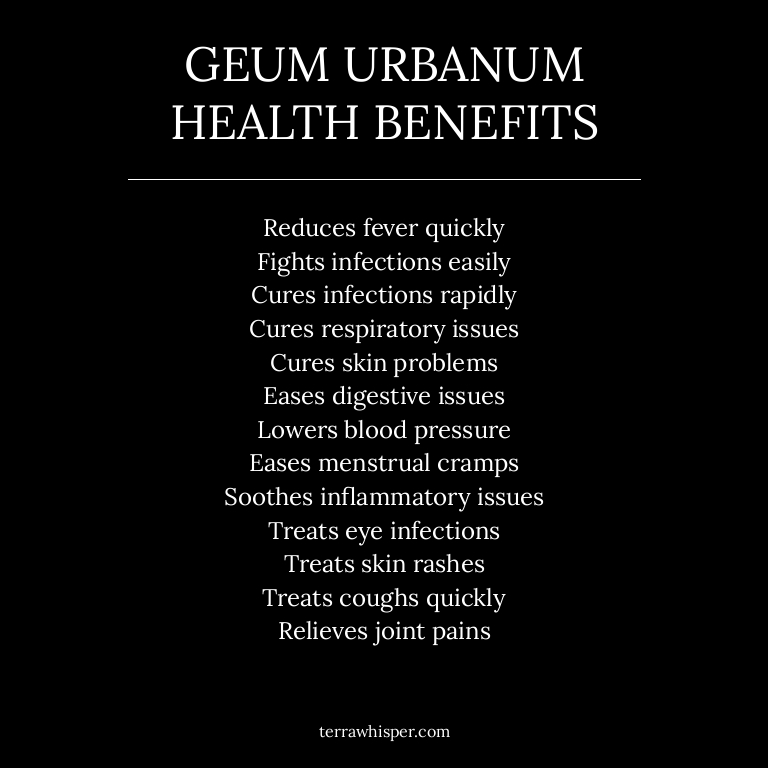 GEUM URBANUM
HEALTH BENEFITS
Reduces fever quickly
Fights infections easily
Cures infections rapidly
Cures respiratory issues
Cures skin problems
Eases digestive issues
Lowers blood pressure
Eases menstrual cramps
Soothes inflammatory issues
Treats eye infections
Treats skin rashes
Treats coughs quickly
Relieves joint pains
terrawhisper.com